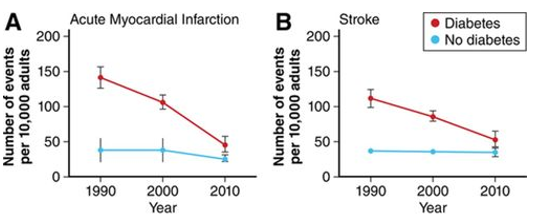 A
Acute Myocardial Infarction
Number of events
per 10,000 adults
200
150
100
50
0
1990 2000 2010
Year
B
Stroke
Diabetes
No diabetes
Number of events
per 10,000 adults
200
150
100
50
0
1990 2000 2010
Year